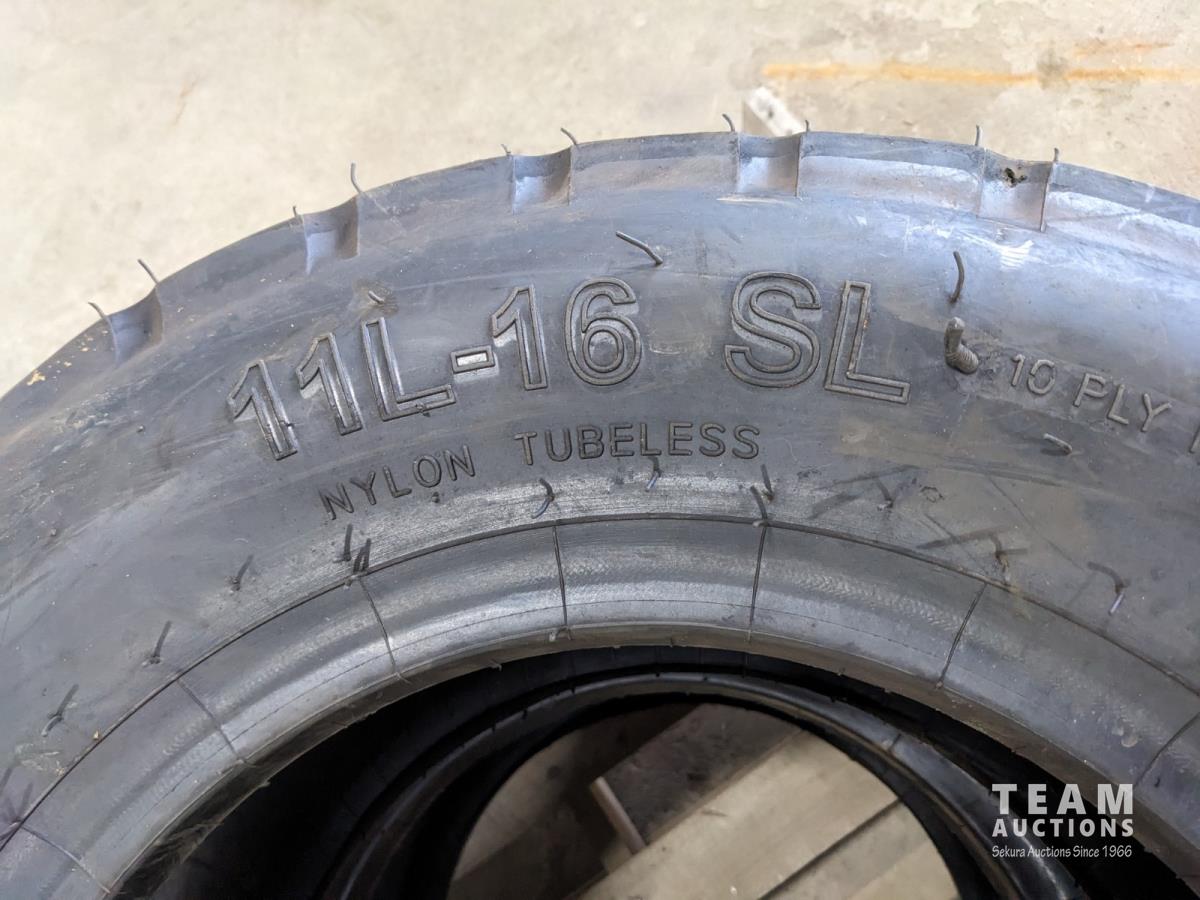 11L-16 SL
10 PLY
NYLON TUBELESS
TEAM
AUCTIONS
Sekura Auctions Since 1966